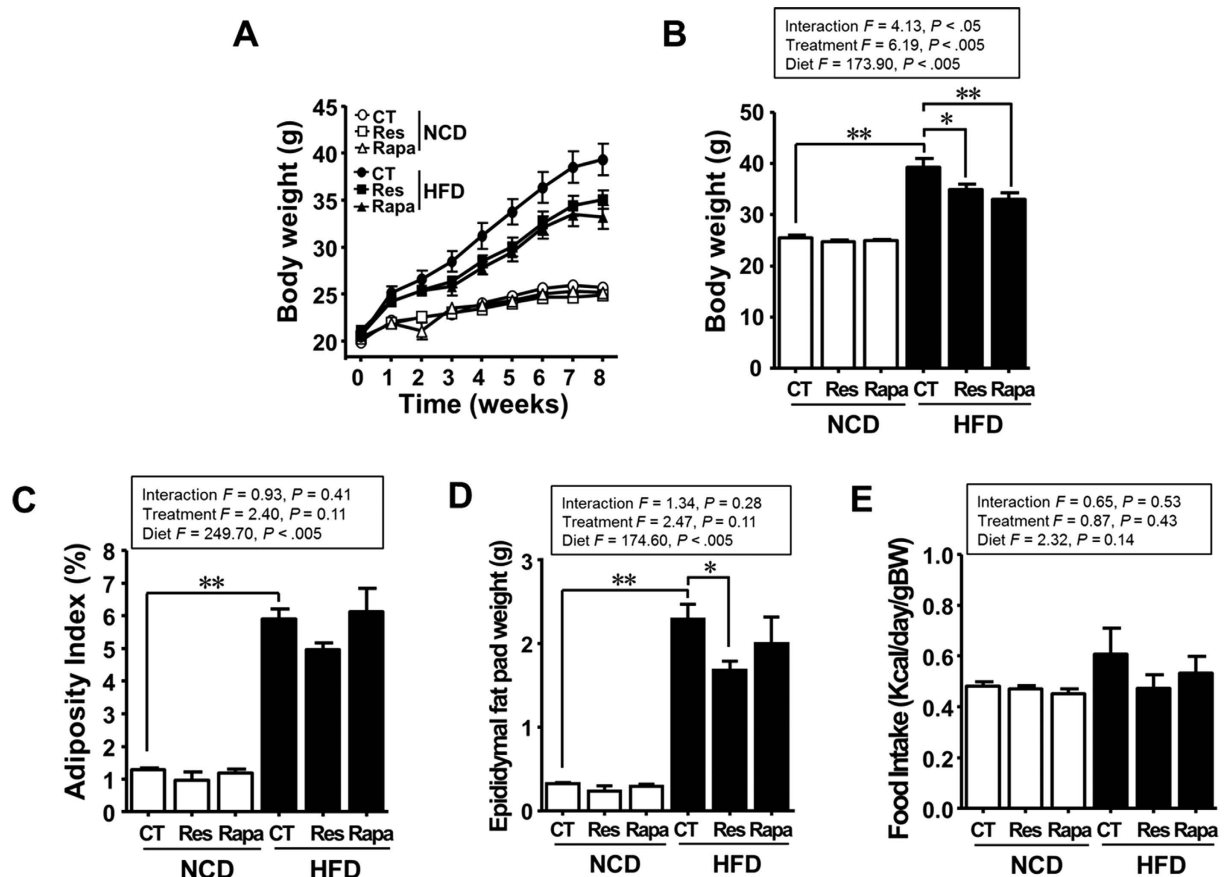 A
Body weight (g)
45
40
35
30
25
20
CT
Res
Rapa
NCD
CT
Res
Rapa
HFD
0 1 2 3 4 5 6 7 8
Time (weeks)
B
Interaction F = 4.13, P < .05
Treatment F = 6.19, P < .005
Diet F = 173.90, P < .005
Body weight (g)
50
40
30
20
10
0
**
*
**
CT Res Rapa CT Res Rapa
NCD HFD
C
Interaction F = 0.93, P = 0.41
Treatment F = 2.40, P = 0.11
Diet F = 249.70, P < .005
Adiposity Index (%)
8
7
6
5
4
3
2
1
0
**
CT Res Rapa CT Res Rapa
NCD HFD
D
Interaction F = 1.34, P = 0.28
Treatment F = 2.47, P = 0.11
Diet F = 174.60, P < .005
Epididymal fat pad weight (g)
3
2
1
0
**
*
CT Res Rapa CT Res Rapa
NCD HFD
E
Interaction F = 0.65, P = 0.53
Treatment F = 0.87, P = 0.43
Diet F = 2.32, P = 0.14
Food Intake (Kcal/day/gBW)
1.0
0.8
0.6
0.4
0.2
0.0
CT Res Rapa CT Res Rapa
NCD HFD